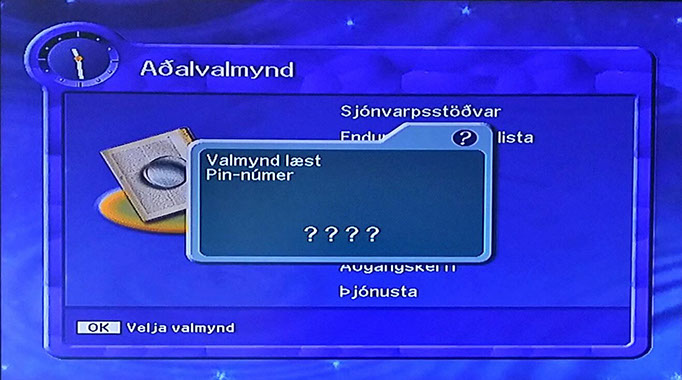 Aðalvalmynd
Sjónvarpsstöðvar
lista
?
Valmynd læst
Pin-númer
????
Þjónusta
OK Velja valmynd